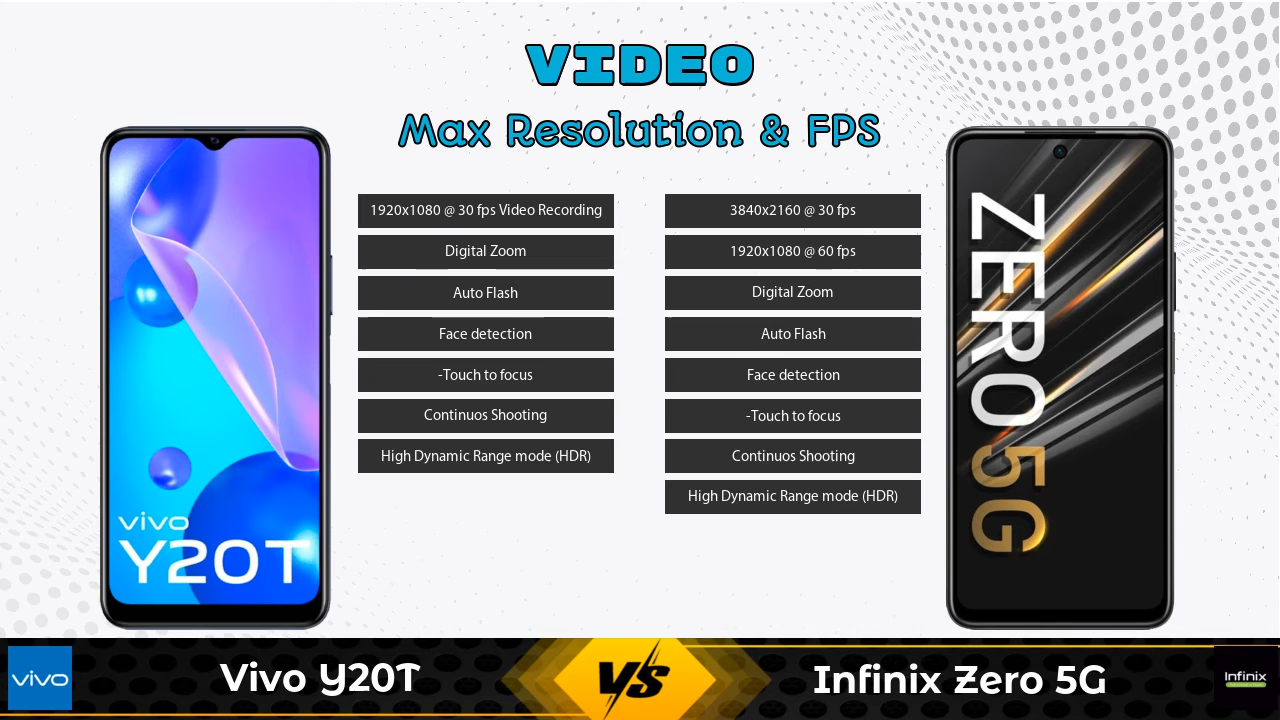 VIDEO
Max Resolution & FPS
1920x1080 @ 30 fps Video Recording
Digital Zoom
Auto Flash
Face detection
-Touch to focus
Continuos Shooting
High Dynamic Range mode (HDR)
3840x2160 @ 30 fps
1920x1080 @ 60 fps
Digital Zoom
Auto Flash
Face detection
-Touch to focus
Continuos Shooting
High Dynamic Range mode (HDR)
vivo
Y20T
ZERO 5G
vivo
Vivo Y20T
VS
Infinix Zero 5G
Infinix